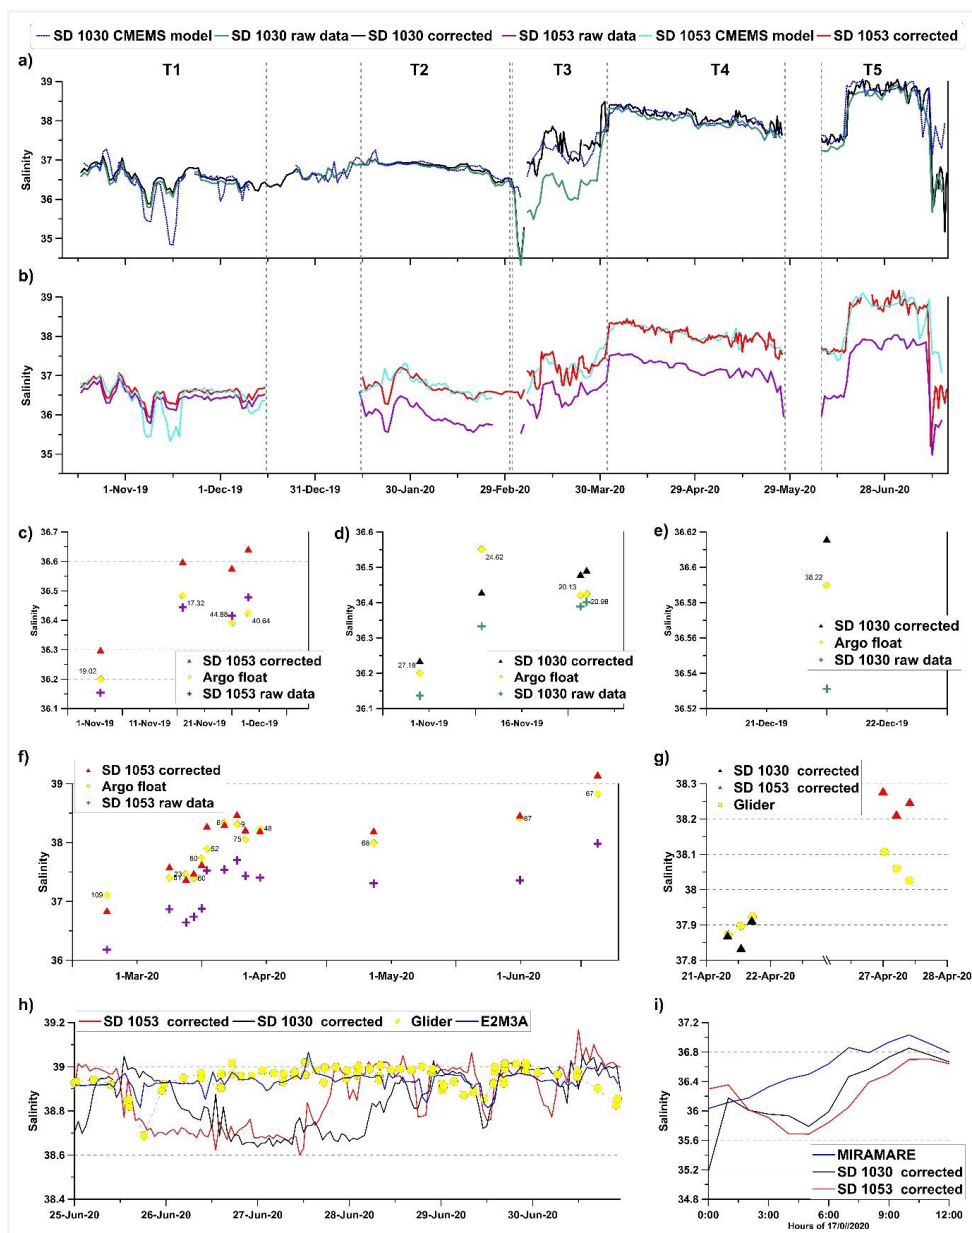 SD 1030 CMEMS model SD 1030 raw data SD 1030 corrected SD 1053 raw data SD 1053 CMEMS model SD 1053 corrected
a) T1 T2 T3 T4 T5
39
38
37
36
35
Salinity
b)
39
38
37
36
35
Salinity
1-Nov-19 1-Dec-19 31-Dec-19 30-Jan-20 29-Feb-20 30-Mar-20 29-Apr-20 29-May-20 28-Jun-20
c)
36.7
36.6
36.5
36.4
36.3
36.2
36.1
Salinity
19.02
17.32
44.88
40.64
SD 1053 corrected
Argo float
SD 1053 raw data
1-Nov-19 11-Nov-19 21-Nov-19 1-Dec-19
d)
36.6
36.5
36.4
36.3
36.2
36.1
Salinity
27.18
24.62
20.13
20.98
SD 1030 corrected
Argo float
SD 1030 raw data
1-Nov-19 16-Nov-19
e)
36.62
36.6
36.58
36.56
36.54
36.52
Salinity
38.22
SD 1030 corrected
Argo float
SD 1030 raw data
21-Dec-19 22-Dec-19
f)
SD 1053 corrected
Argo float
SD 1053 raw data
39
38
37
36
Salinity
109
51
23
60
60
52
75
48
68
87
67
1-Mar-20 1-Apr-20 1-May-20 1-Jun-20
g)
SD 1030 corrected
SD 1053 corrected
Glider
38.3
38.2
38.1
38
37.9
37.8
Salinity
21-Apr-20 22-Apr-20 27-Apr-20 28-Apr-20
h)
SD 1053 corrected SD 1030 corrected Glider E2M3A
39.2
39
38.8
38.6
38.4
Salinity
25-Jun-20 26-Jun-20 27-Jun-20 28-Jun-20 29-Jun-20 30-Jun-20
i)
37.2
36.8
36.4
36
35.6
35.2
34.8
Salinity
MIRAMARE
SD 1030 corrected
SD 1053 corrected
0:00 3:00 6:00 9:00 12:00
Hours of 17/0//2020